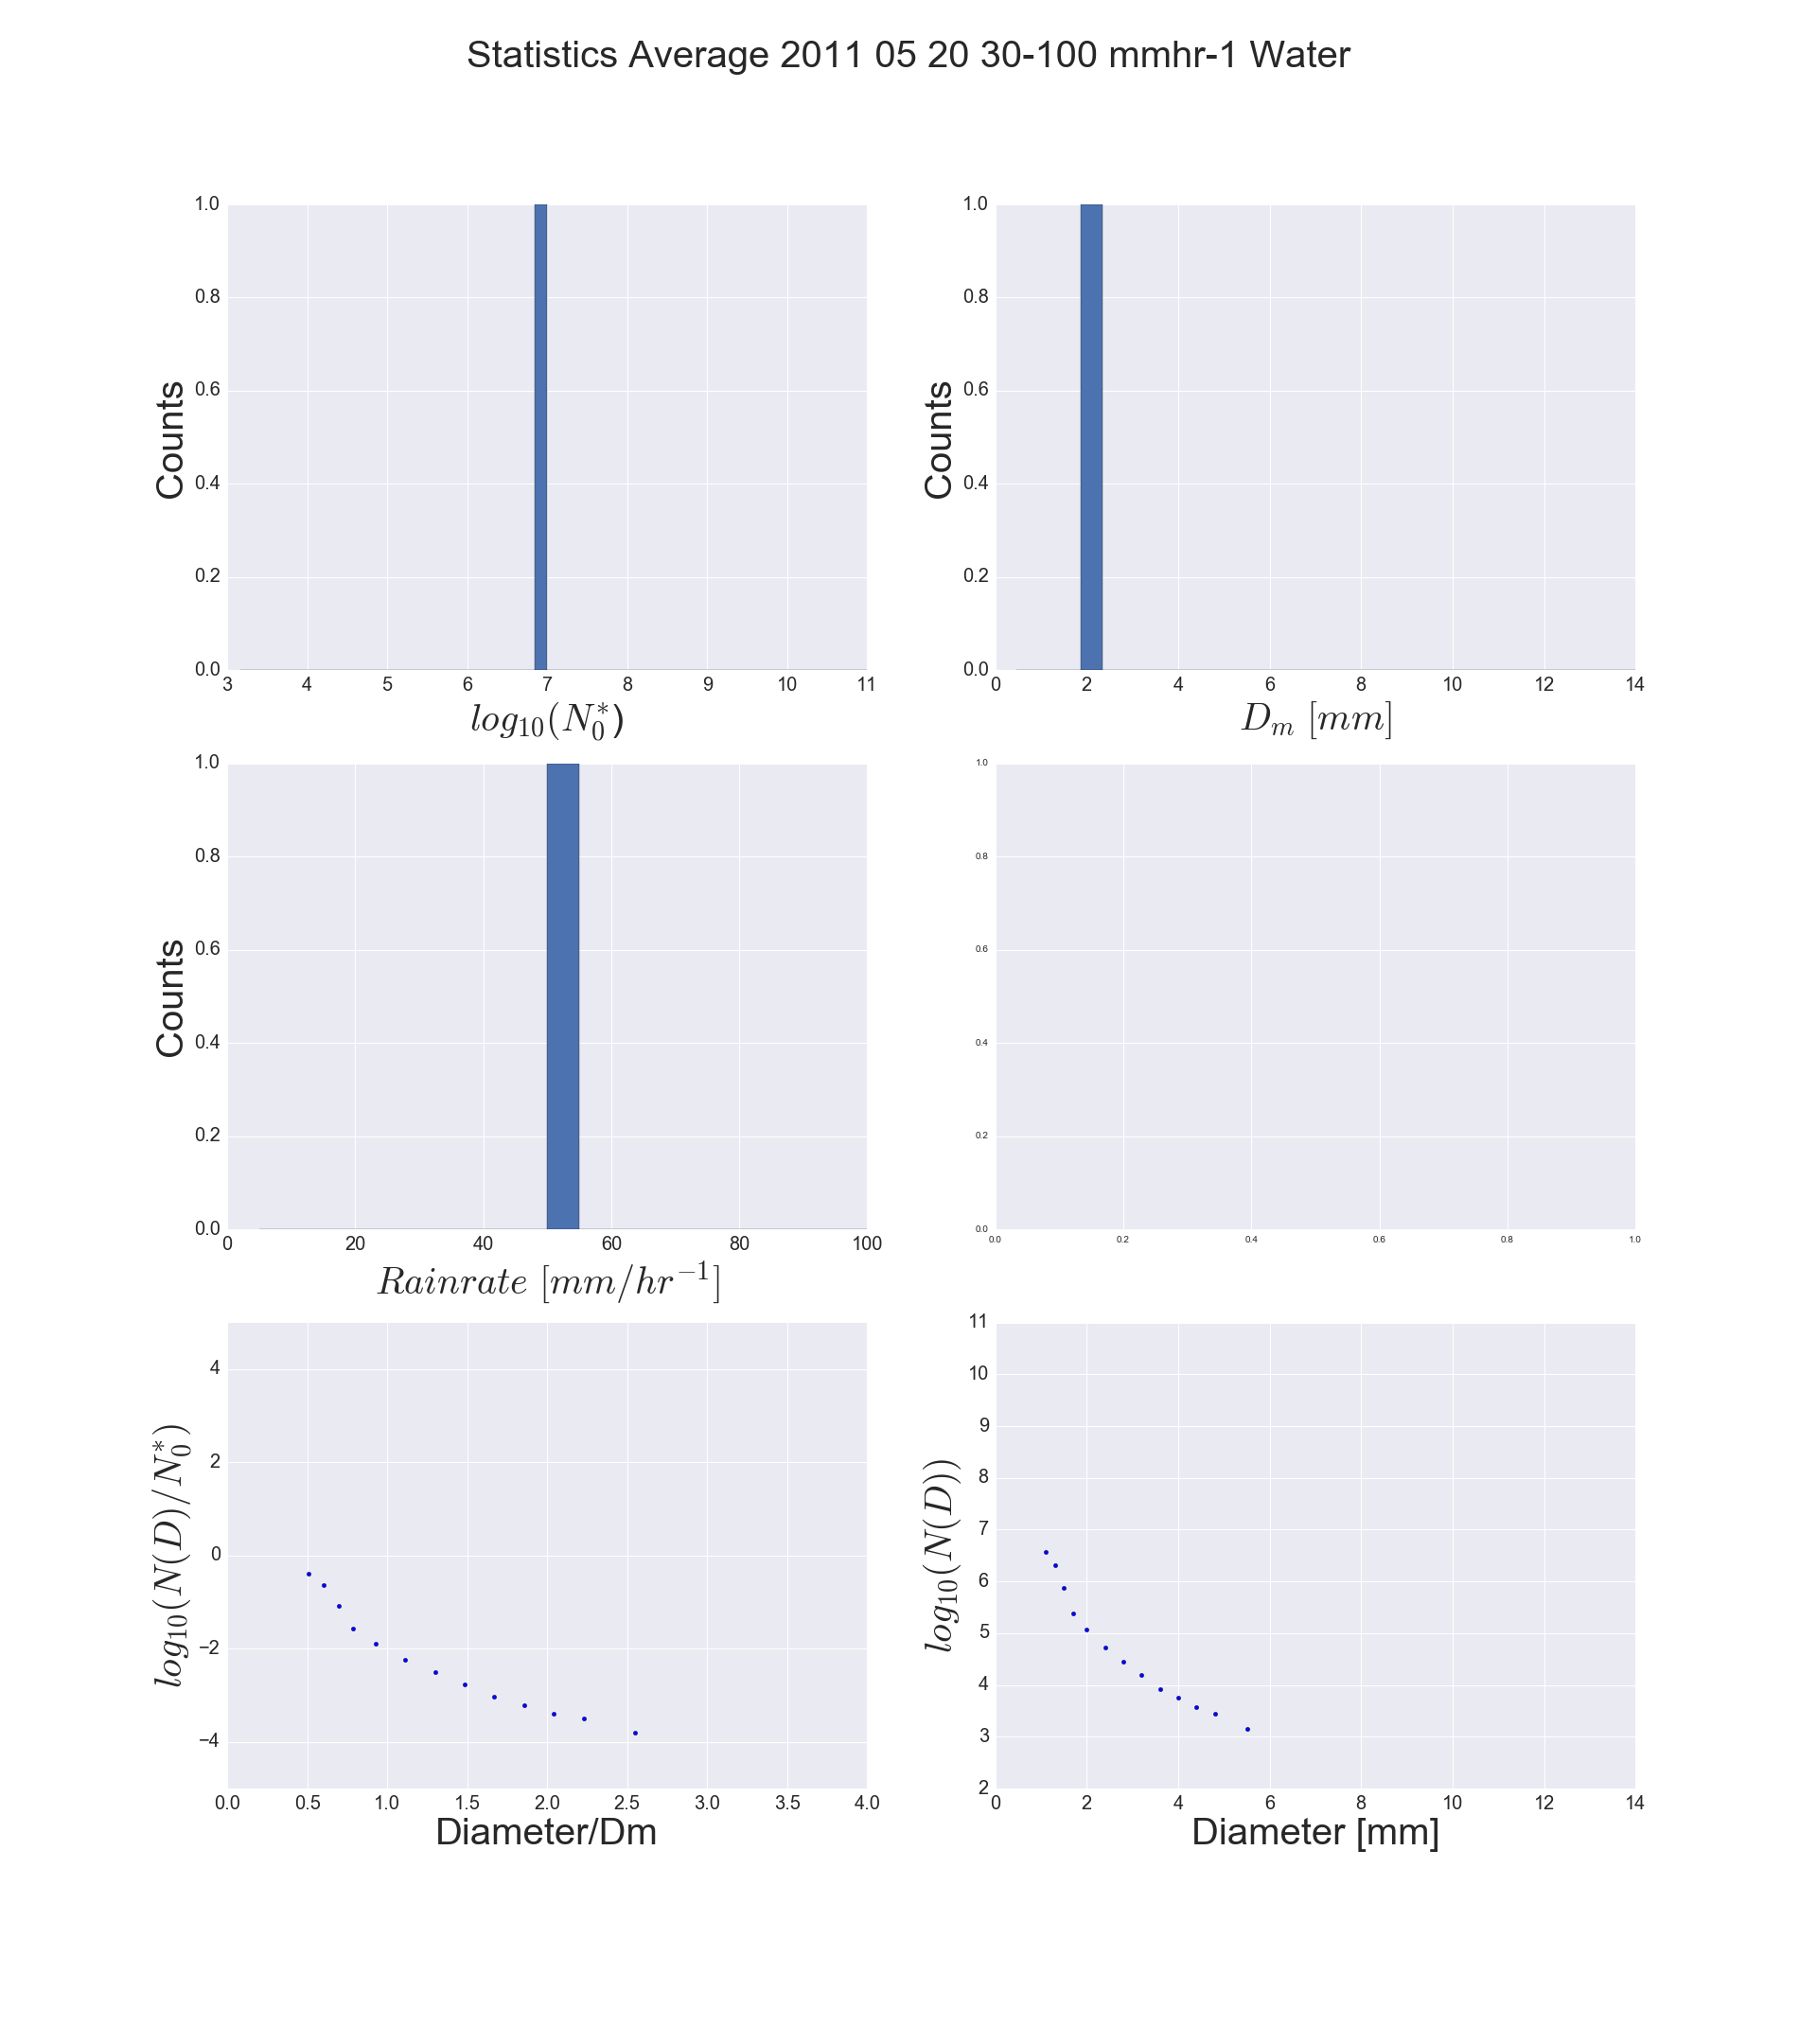 Statistics Average 2011 05 20 30-100 mmhr-1 Water
1.0
0.8
0.6
0.4
0.2
0.0
Counts
3 4 5 6 7 8 9 10 11
log10(N0*)
1.0
0.8
0.6
0.4
0.2
0.0
Counts
0 2 4 6 8 10 12 14
Dm [mm]
1.0
0.8
0.6
0.4
0.2
0.0
Counts
0 20 40 60 80 100
Rainrate [mm/hr−1]
1.0
0.8
0.6
0.4
0.2
0.0
0.0 0.2 0.4 0.6 0.8 1.0
4
2
0
−2
−4
log10(N(D)/N0*)
0.0 0.5 1.0 1.5 2.0 2.5 3.0 3.5 4.0
Diameter/Dm
11
10
9
8
7
6
5
4
3
2
log10(N(D))
0 2 4 6 8 10 12 14
Diameter [mm]